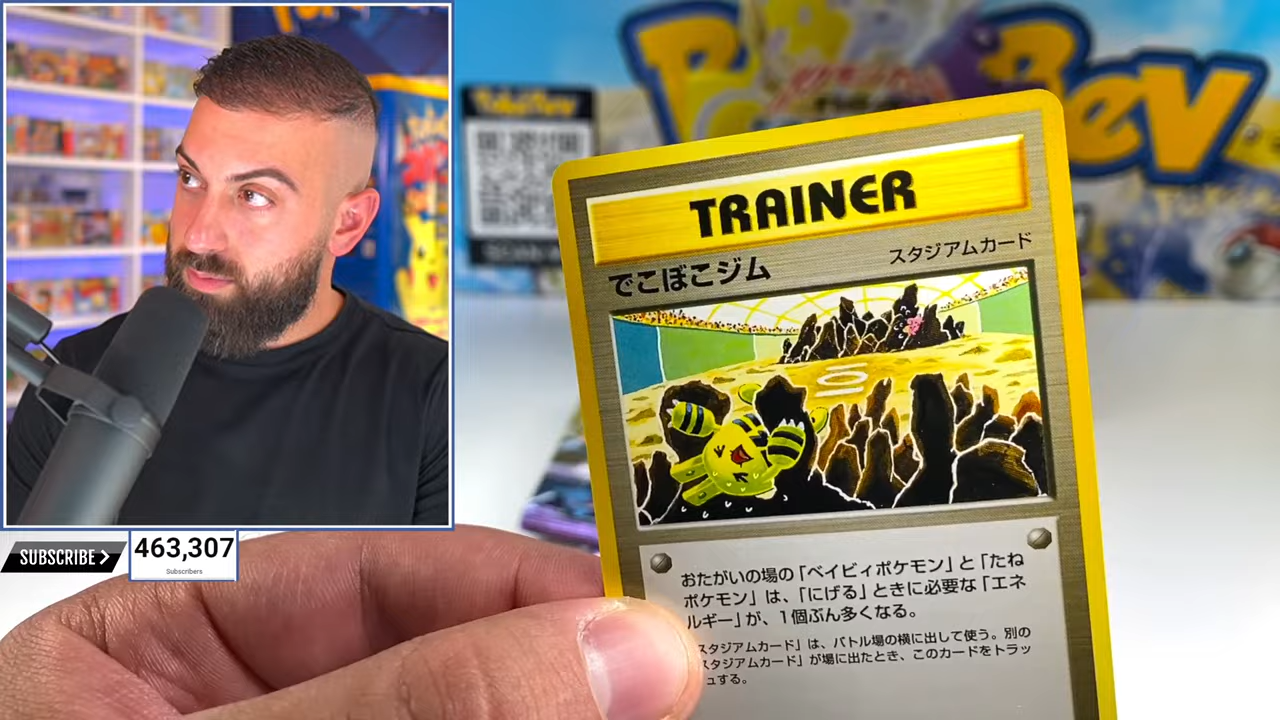 PokéRev
SUBSCRIBE >
463,307
Subscribers
TRAINER
スタジアムカード
でこぼこジム
おたがいの場の「ベイビィポケモン」と「たね
ポケモン」は、「にげる」ときに必要な「エネ
ルギー」が、1個ぶん多くなる。
スタジアムカード」は、バトル場の横に出して使う。別の
スタジアムカード」が場に出たとき、このカードをトラッ
ュする。